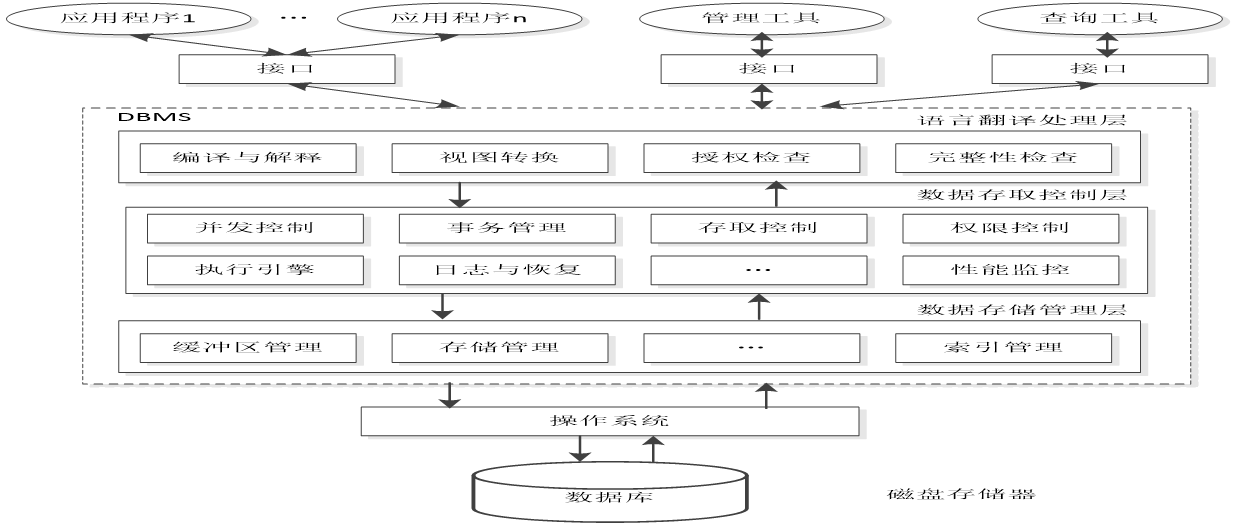 应用程序1 … 应用程序n 管理工具 查询工具
接口 接口 接口
DBMS 语言翻译处理层
编译与解释 视图转换 授权检查 完整性检查
数据存取控制层
并发控制 事务管理 存取控制 权限控制
执行引擎 日志与恢复 … 性能监控
数据存储管理层
缓冲区管理 存储管理 … 索引管理
操作系统
数据库 磁盘存储器